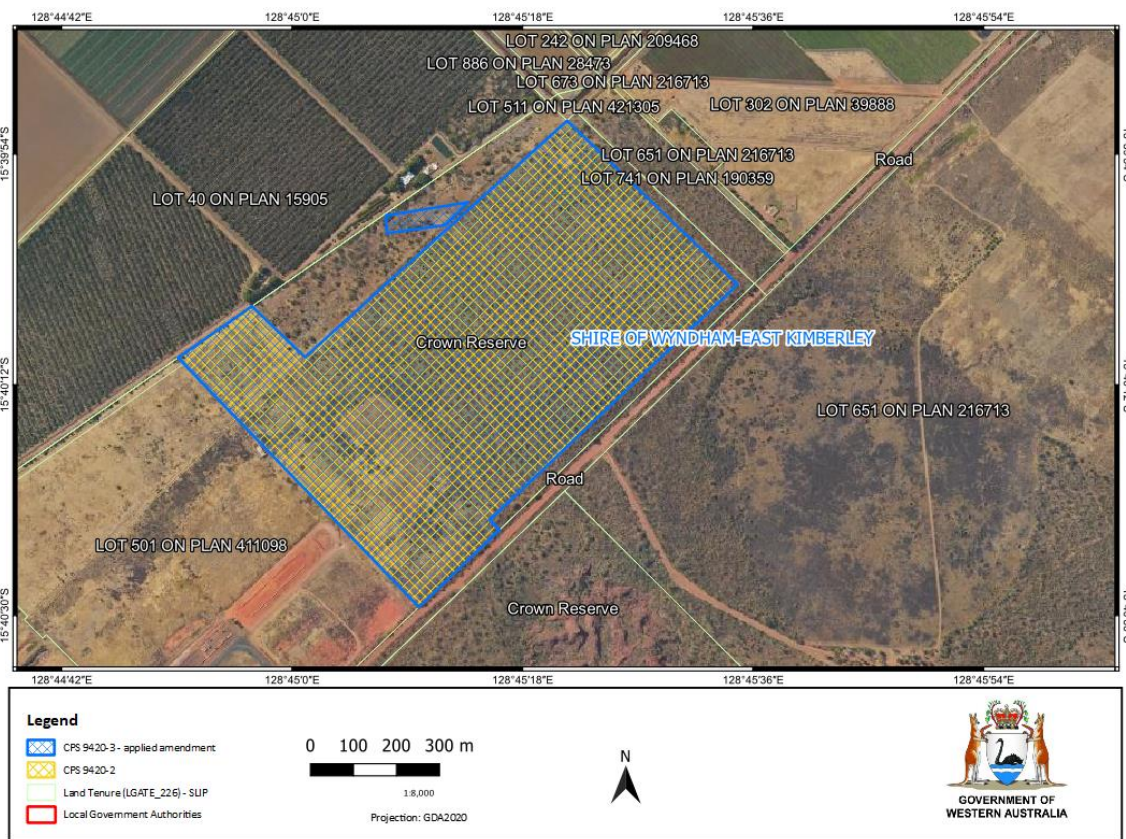 128°44'42"E 128°45'0"E 128°45'18"E 128°45'36"E 128°45'54"E
LOT 242 ON PLAN 209468
LOT 886 ON PLAN 28473
LOT 673 ON PLAN 216713
LOT 511 ON PLAN 421305
LOT 302 ON PLAN 39888
15°39'54"S
LOT 651 ON PLAN 216713
Road
LOT 741 ON PLAN 190359
LOT 40 ON PLAN 15905
Crown Reserve
SHIRE OF WYNDHAM-EAST KIMBERLEY
15°40'12"S
LOT 651 ON PLAN 216713
Road
LOT 501 ON PLAN 411098
Crown Reserve
15°40'30"S
128°44'42"E 128°45'0"E 128°45'18"E 128°45'36"E 128°45'54"E
Legend
CPS 9420-3 - applied amendment
CPS 9420-2
Land Tenure (LGATE_226) - SLIP
Local Government Authorities
0 100 200 300 m
1:8,000
Projection: GDA2020
N
GOVERNMENT OF
WESTERN AUSTRALIA